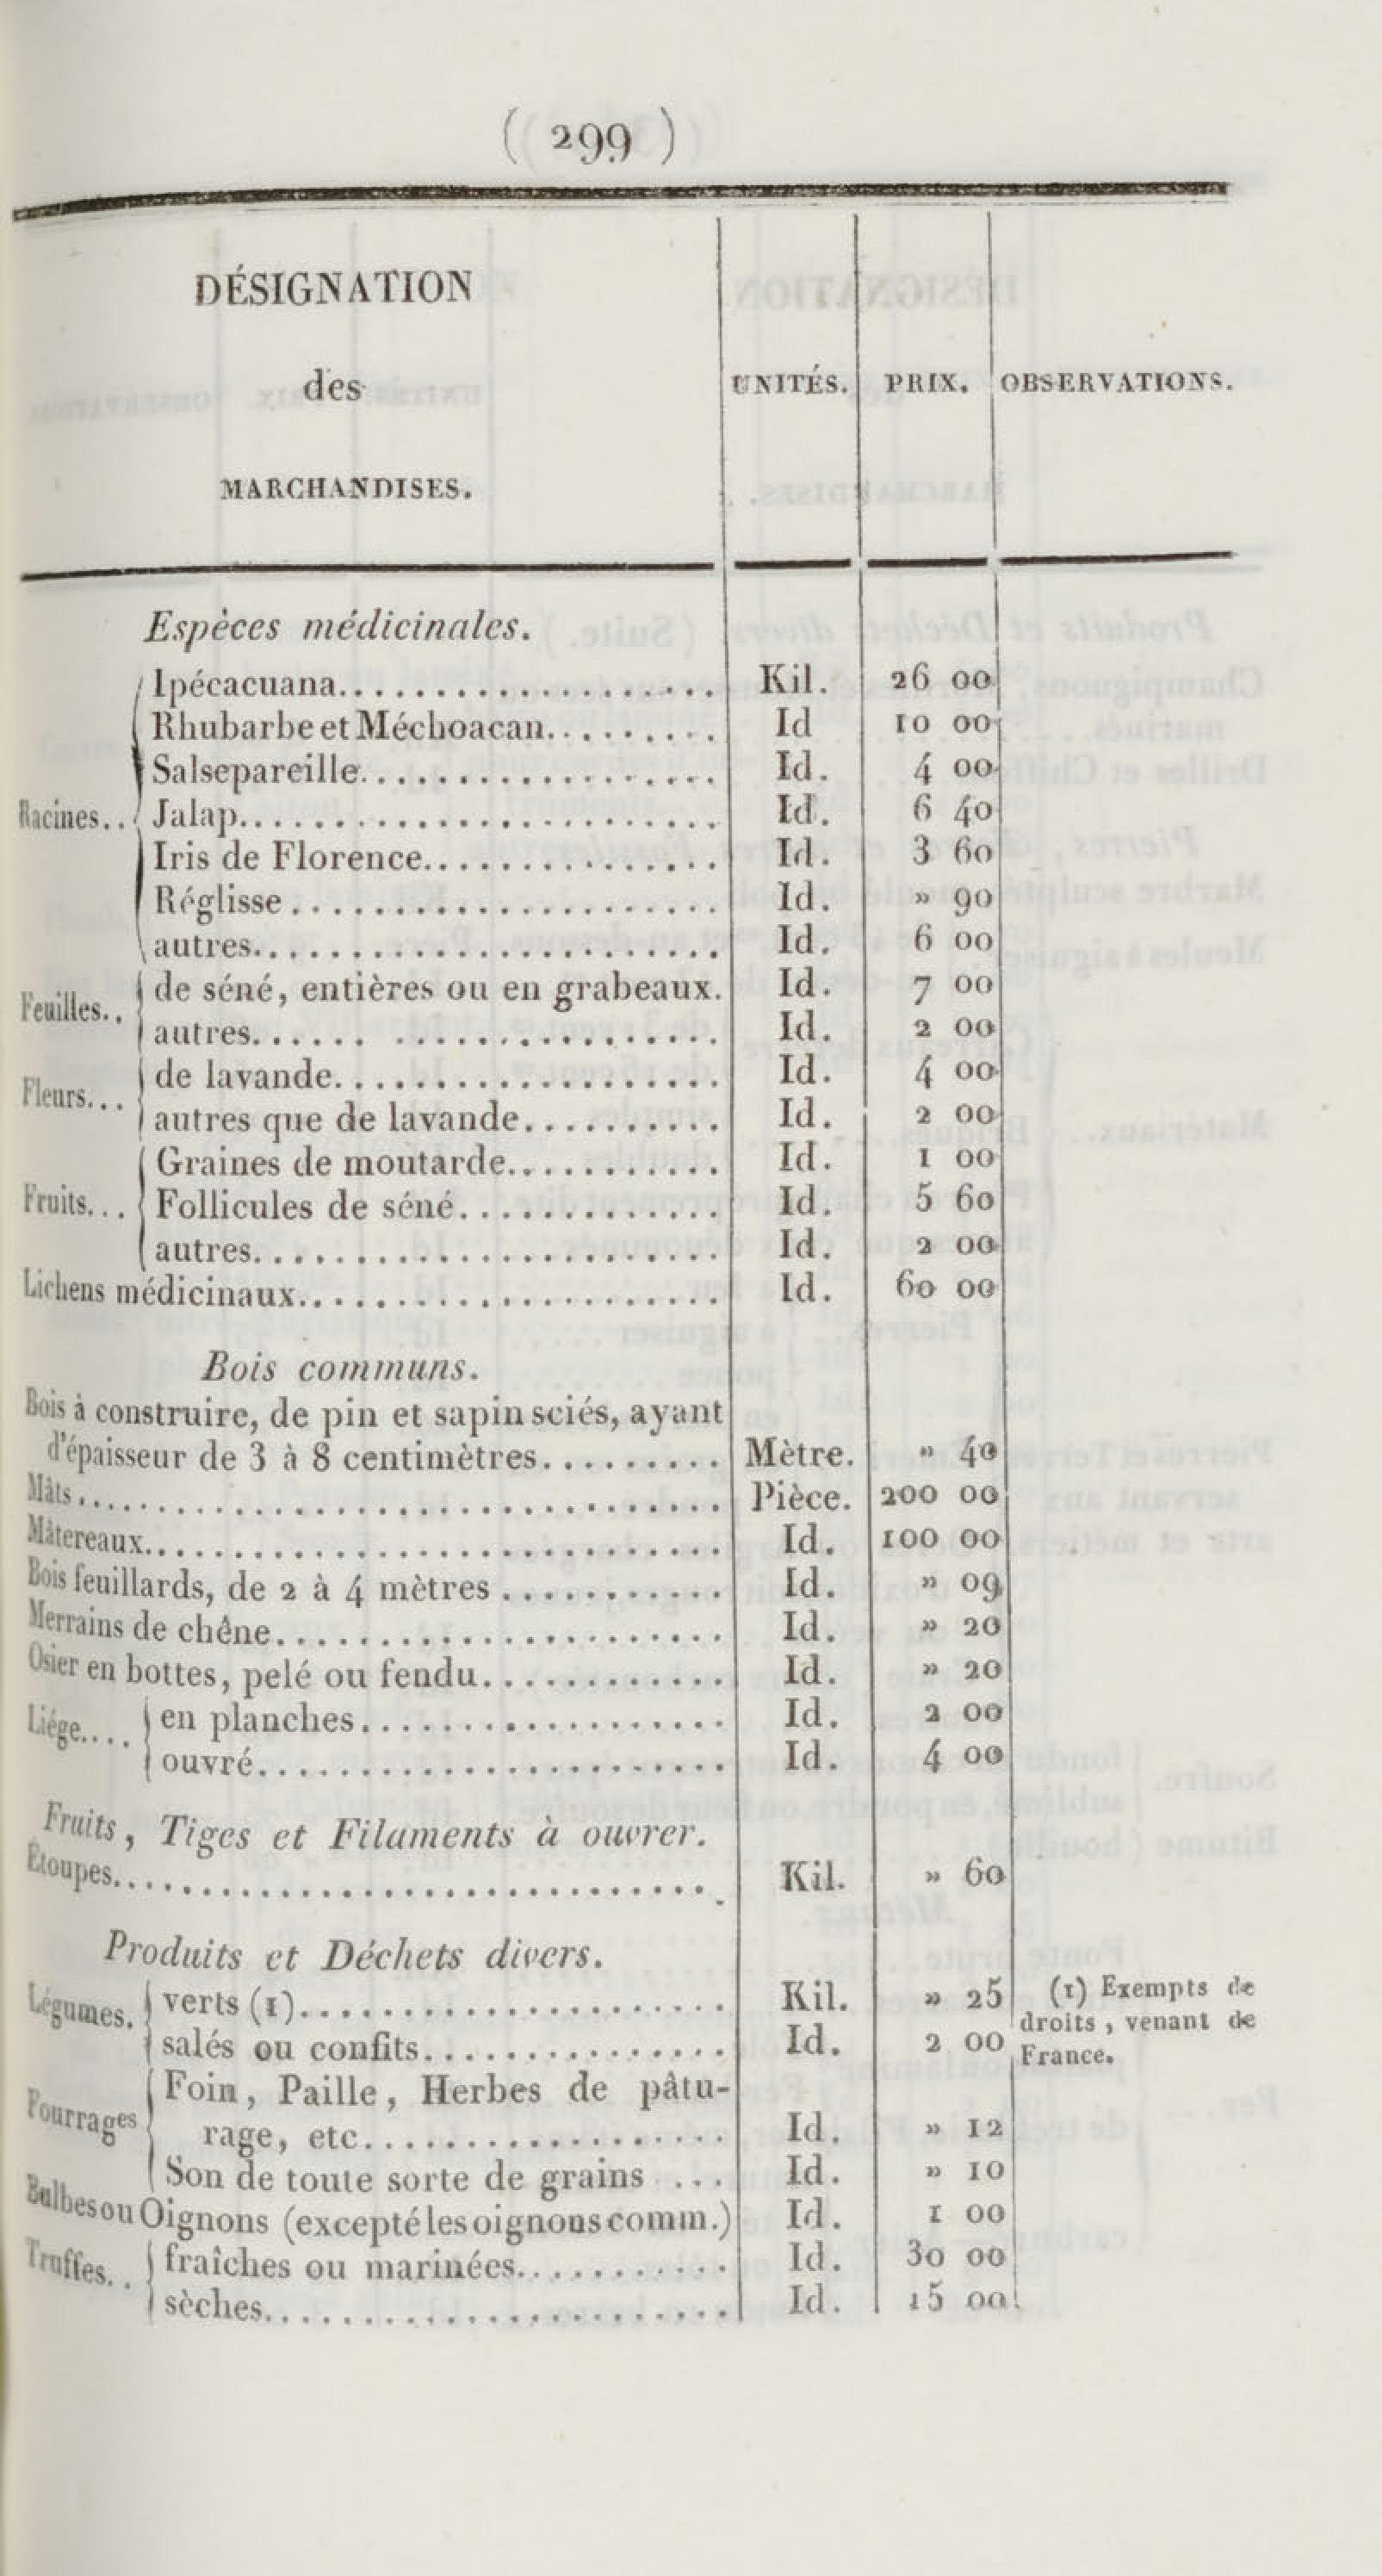 ( 299 )
DÉSIGNATION
des
MARCHANDISES.
UNITÉS.
PRIX.
OBSERVATIONS.
Espèces médicinales.
Ipécacuana.................. Kil. 26 00
Rhubarbe et Méchoacan......... Id 10 00
Salsepareille.................. Id. 4 00
Racines.. Jalap........................ Id. 6 40
Iris de Florence............... Id. 3 60
Réglisse..................... Id. » 90
autres....................... Id. 6 00
de séné, entières ou en grabeaux. Id. 7 00
Feuilles..
autres...... ................ Id. 2 00
de lavande................... Id. 4 00
Fleurs...
autres que de lavande.......... Id. 2 00
Graines de moutarde........... Id. 1 00
Fruits... Follicules de séné............. Id. 5 60
autres....................... Id. 2 00
Lichens médicinaux..................... Id. 60 00
Bois communs.
Bois à construire, de pin et sapin sciés, ayant
d'épaisseur de 3 à 8 centimètres......... Mètre. » 40
Mâts................................. Pièce. 200 00
Mâtereaux............................. Id. 100 00
Bois feuillards, de 2 à 4 mètres ........... Id. » 09
Merrains de chêne...................... Id. » 20
Osier en bottes, pelé ou fendu............ Id. » 20
Liége.... en planches.................. Id. 2 00
ouvré....................... Id. 4 00
Fruits, Tiges et Filaments à ouvrer.
Étoupes.............................. Kil. » 60
Produits et Déchets divers.
Légumes. verts (1)..................... Kil. » 25 (1) Exempts de
droits, venant de
France.
salés ou confits............... Id. 2 00
Foin, Paille, Herbes de pâtu-
Fourrages rage, etc.................. Id. » 12
Son de toute sorte de grains ... Id. » 10
Bulbes ou Oignons (excepté les oignons comm.) Id. 1 00
Truffes.. fraîches ou marinées........... Id. 30 00
sèches....................... Id. 15 00